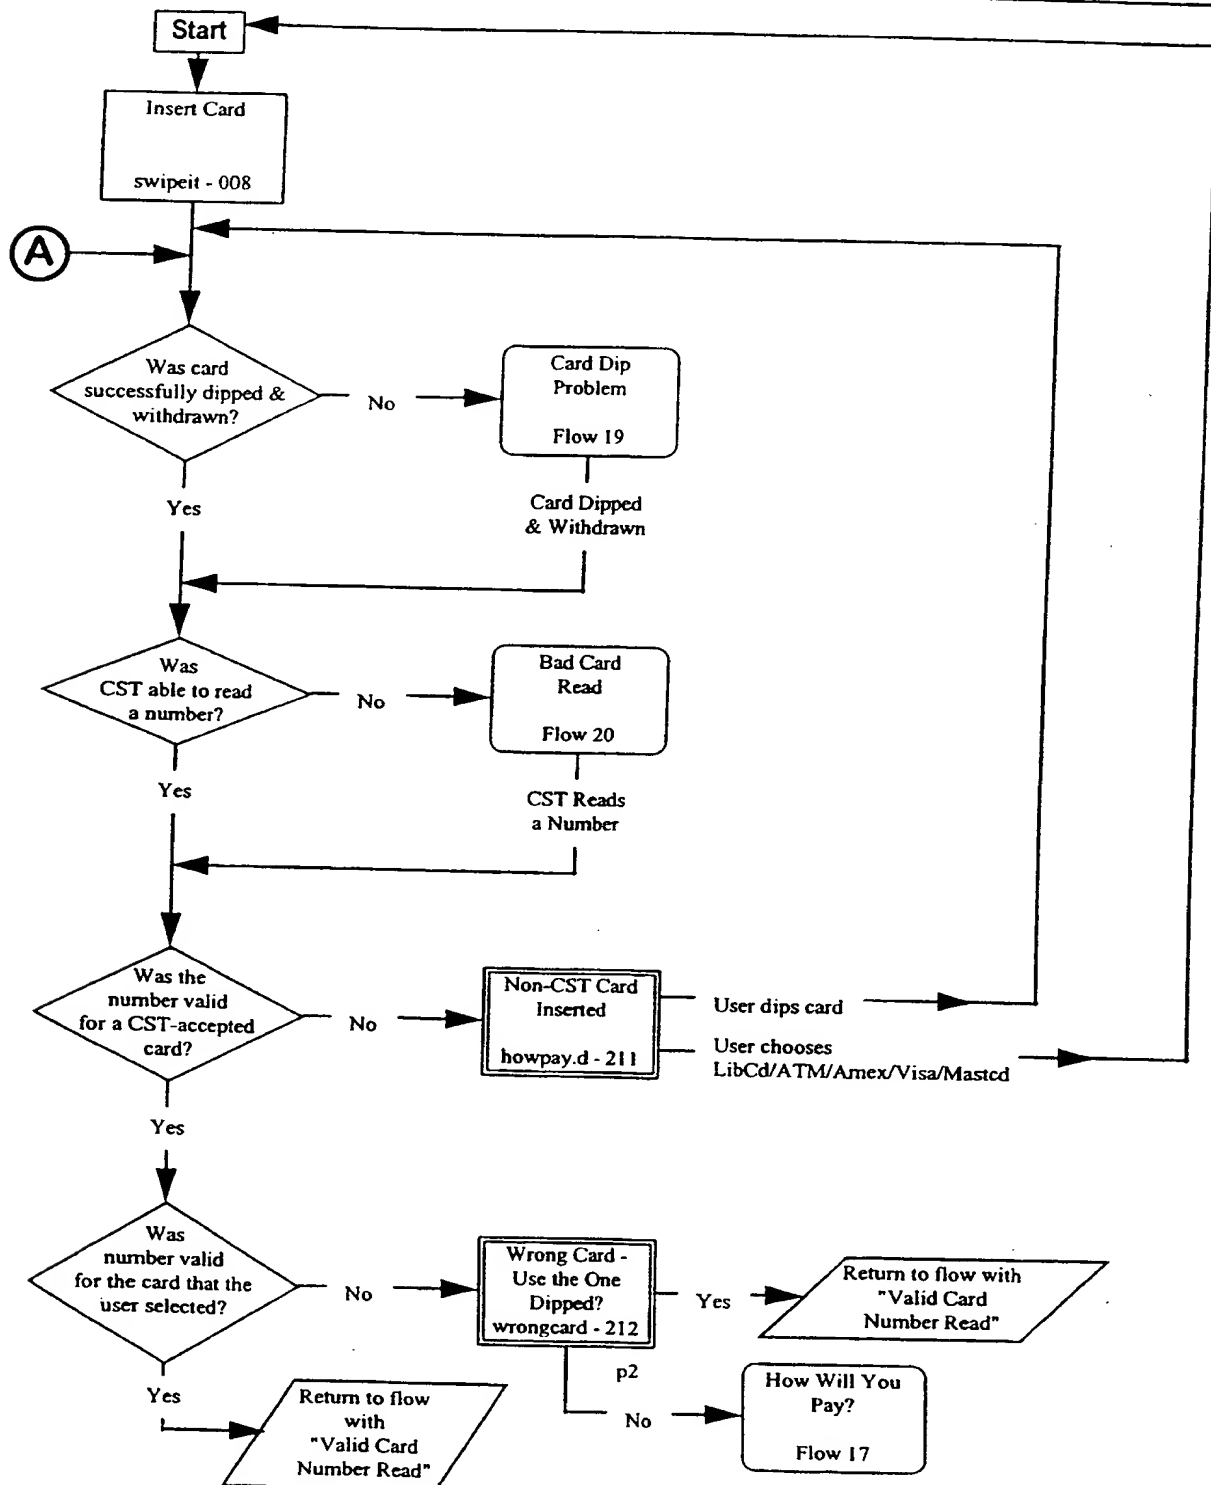 Start
Insert Card
swipeit - 008
A
Was card
successfully dipped &
withdrawn?
No
Card Dip
Problem
Flow 19
Yes
Card Dipped
& Withdrawn
Was
CST able to read
a number?
No
Bad Card
Read
Flow 20
Yes
CST Reads
a Number
Was the
number valid
for a CST-accepted
card?
No
Non-CST Card
Inserted
howpay.d - 211
User dips card
User chooses
LibCd/ATM/Amex/Visa/Mastcd
Yes
Was
number valid
for the card that the
user selected?
No
Wrong Card -
Use the One
Dipped?
wrongcard - 212
Yes
Return to flow with
"Valid Card
Number Read"
p2
No
How Will You
Pay?
Flow 17
Yes
Return to flow
with
"Valid Card
Number Read"